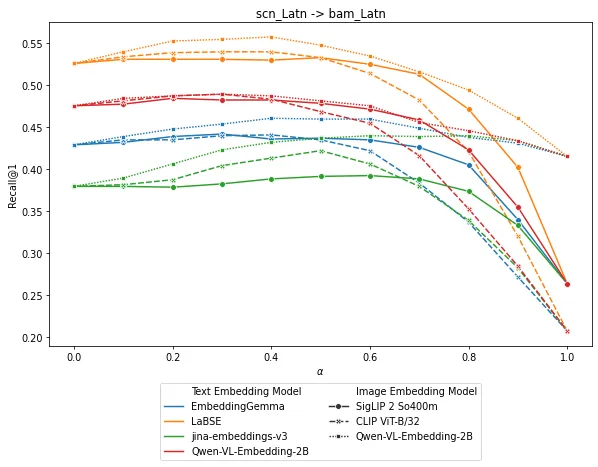 scn_Latn -> bam_Latn
Recall@1
0.55
0.50
0.45
0.40
0.35
0.30
0.25
0.20
0.0 0.2 0.4 0.6 0.8 1.0
α
Text Embedding Model Image Embedding Model
EmbeddingGemma SigLIP 2 So400m
LaBSE CLIP ViT-B/32
jina-embeddings-v3 Qwen-VL-Embedding-2B
Qwen-VL-Embedding-2B